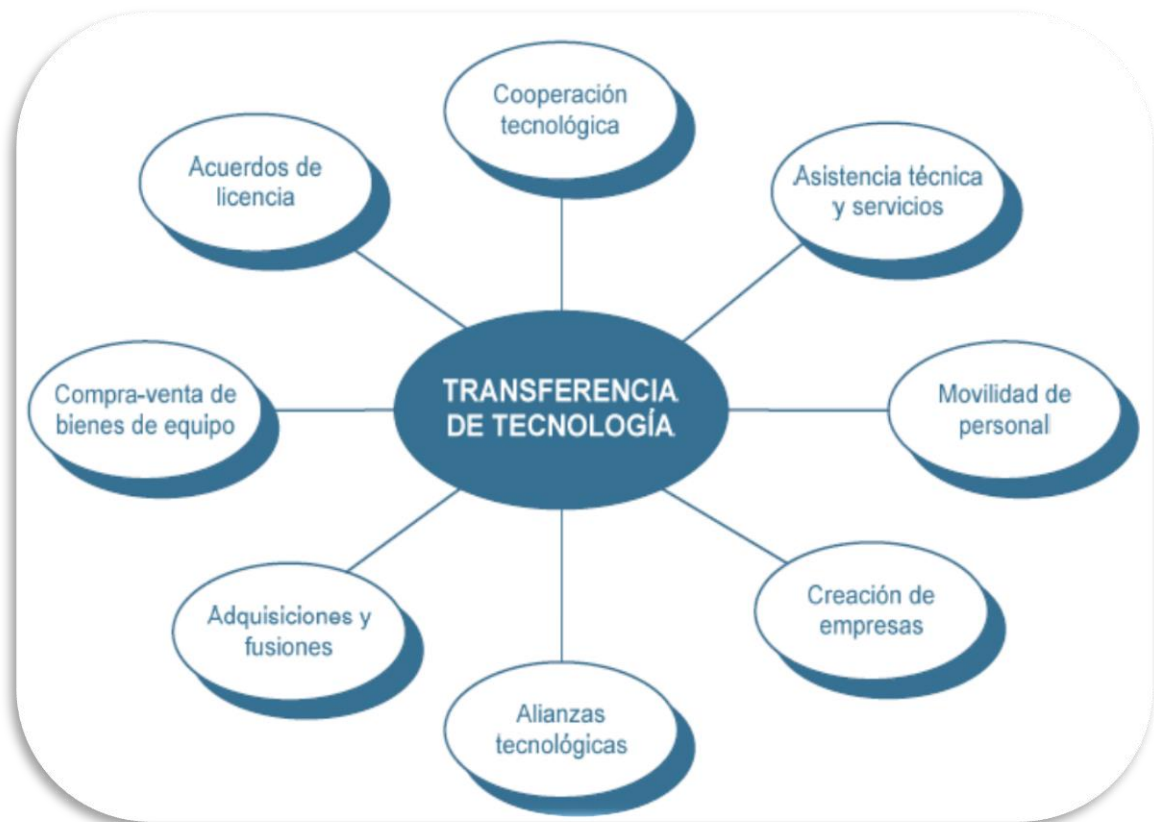 Cooperación
tecnológica
Asistencia técnica
y servicios
Movilidad de
personal
Creación de
empresas
Alianzas
tecnológicas
Adquisiciones y
fusiones
Compra-venta de
bienes de equipo
Acuerdos de
licencia
TRANSFERENCIA
DE TECNOLOGÍA